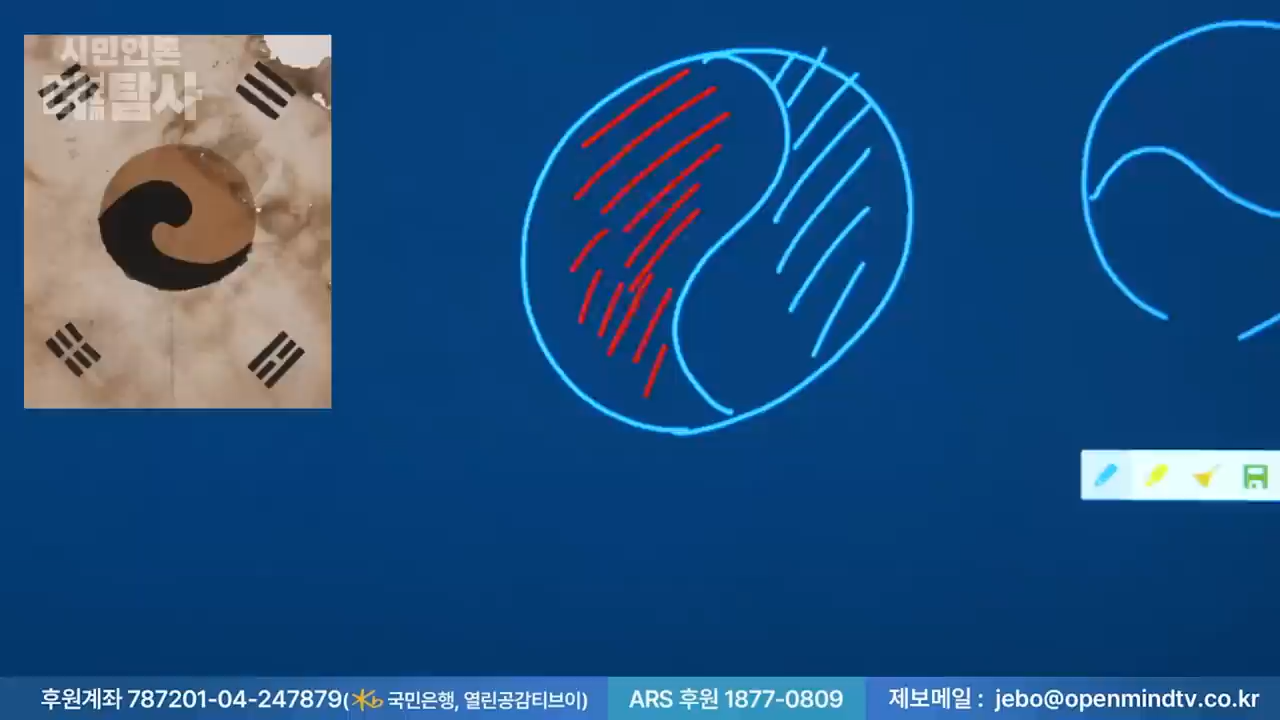 시민언론
더탐사
후원계좌 787201-04-247879( 국민은행, 열린공감티브이)
ARS 후원 1877-0809
제보메일 : jebo@openmindtv.co.kr